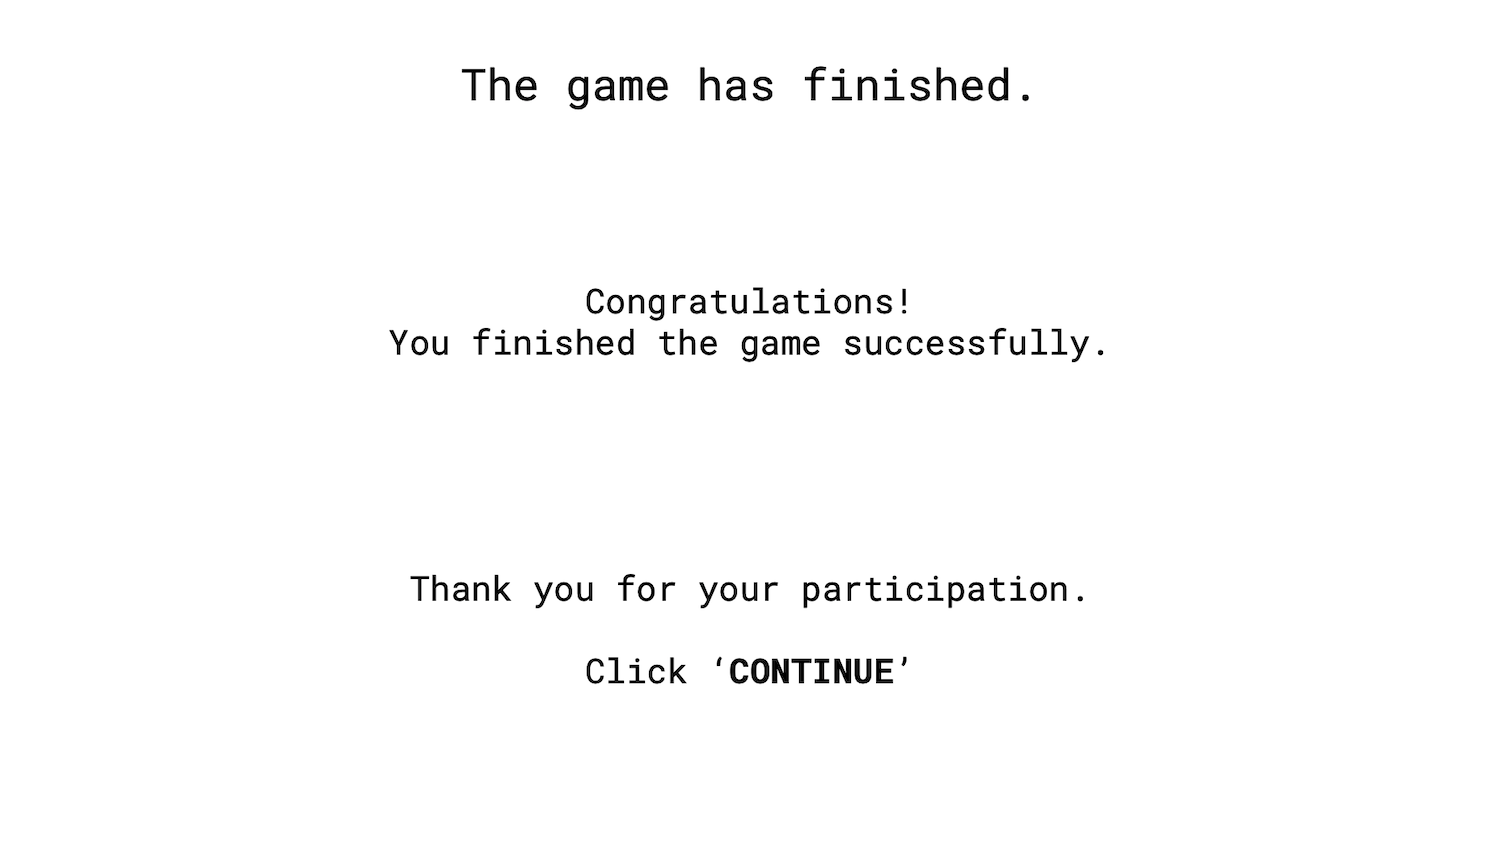 The game has finished.
Congratulations!
You finished the game successfully.
Thank you for your participation.
Click ‘CONTINUE’